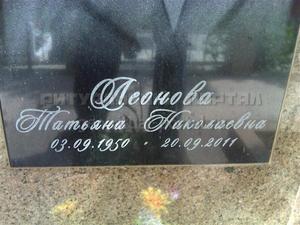 Леонова
Татьяна Николаевна
03.09.1950 - 20.09.2011